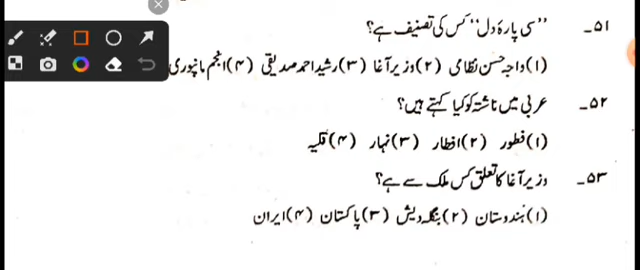 ۵۱۔ ’’سی پارۂ دل‘‘ کس کی تصنیف ہے؟
(۱) واجہ حسن نظامی (۲) وزیر آغا (۳) رشید احمد صدیقی (۴) انجم مانپوری
۵۲۔ عربی میں ناشتہ کو کیا کہتے ہیں؟
(۱) فطور (۲) افطار (۳) نہار (۴) فکیہ
۵۳۔ وزیر آغا کا تعلق کس ملک سے ہے؟
(۱) ہندوستان (۲) بنگلہ دیش (۳) پاکستان (۴) ایران